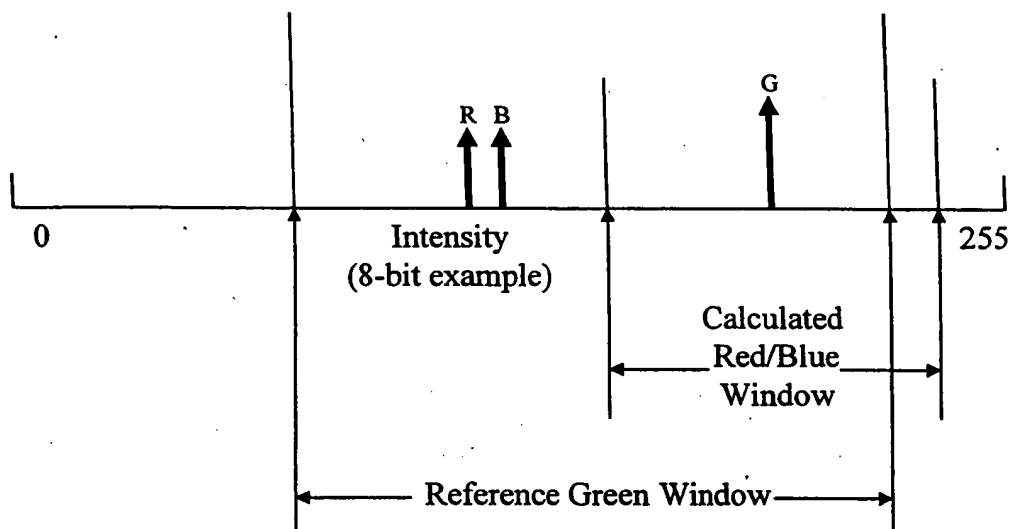 R B
G
0
255
Intensity
(8-bit example)
Calculated
Red/Blue
Window
Reference Green Window